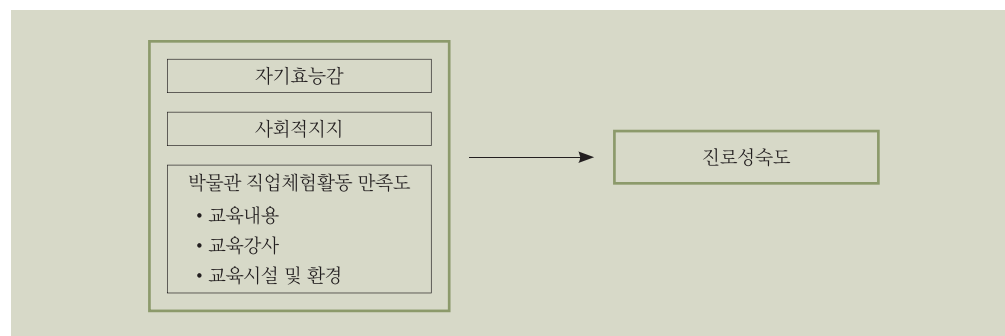 자기효능감
사회적지지
박물관 직업체험활동 만족도
• 교육내용
• 교육강사
• 교육시설 및 환경
진로성숙도